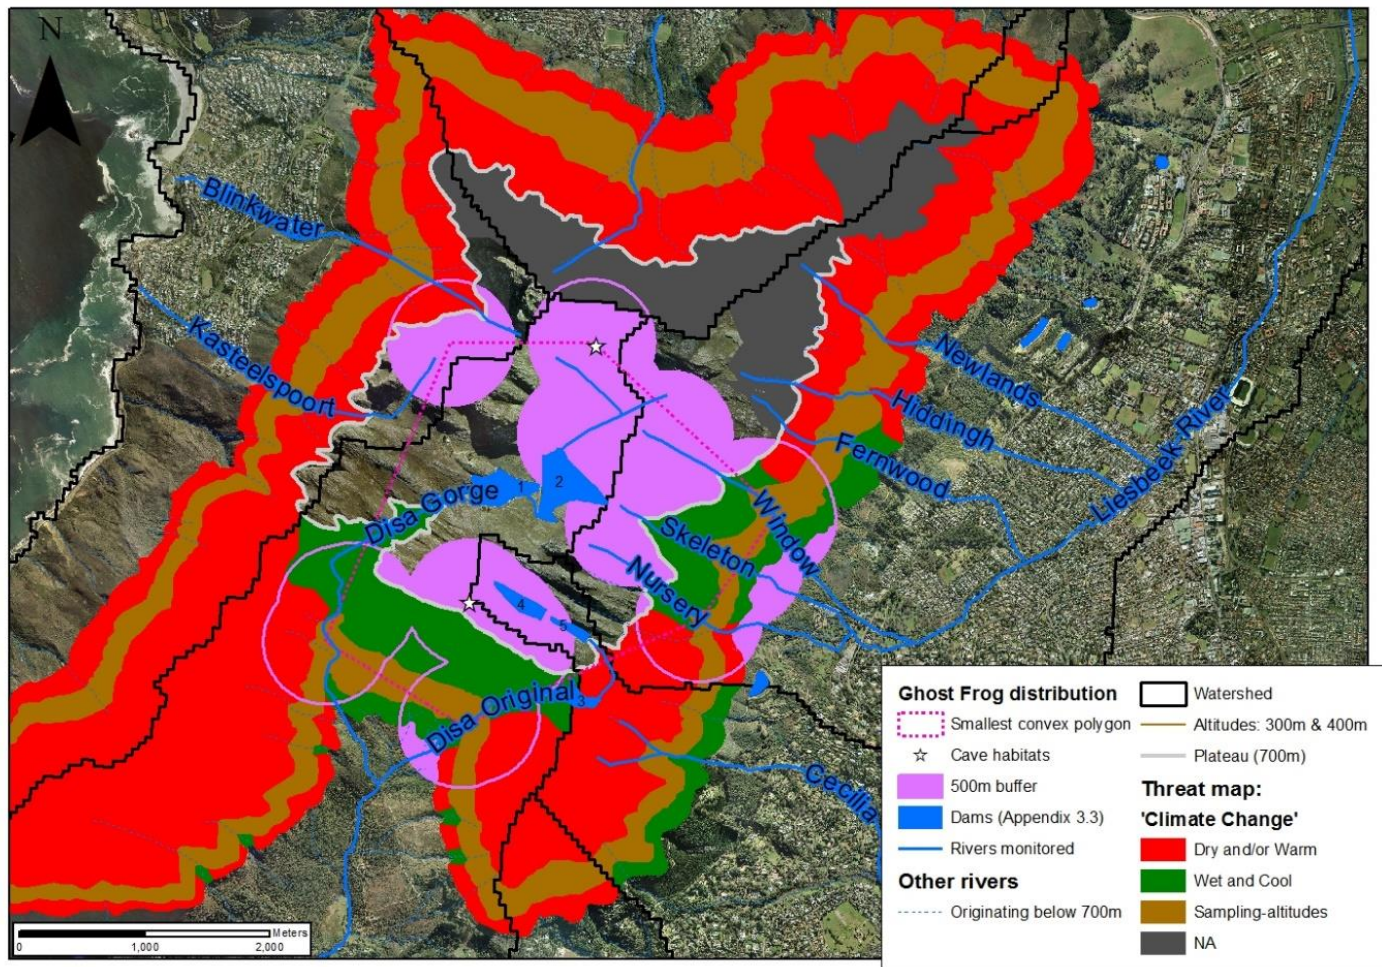 N
Blinkwater
Kasteelspoort
Newlands
Hiddingh
Fernwood
Liesbeek River
Window
Disa Gorge
1
2
Skeleton
Nursery
4
5
Disa Original
3
Cecilia
Meters
0 1,000 2,000
Ghost Frog distribution
Smallest convex polygon
Cave habitats
500m buffer
Dams (Appendix 3.3)
Rivers monitored
Other rivers
Originating below 700m
Watershed
Altitudes: 300m & 400m
Plateau (700m)
Threat map:
'Climate Change'
Dry and/or Warm
Wet and Cool
Sampling-altitudes
NA